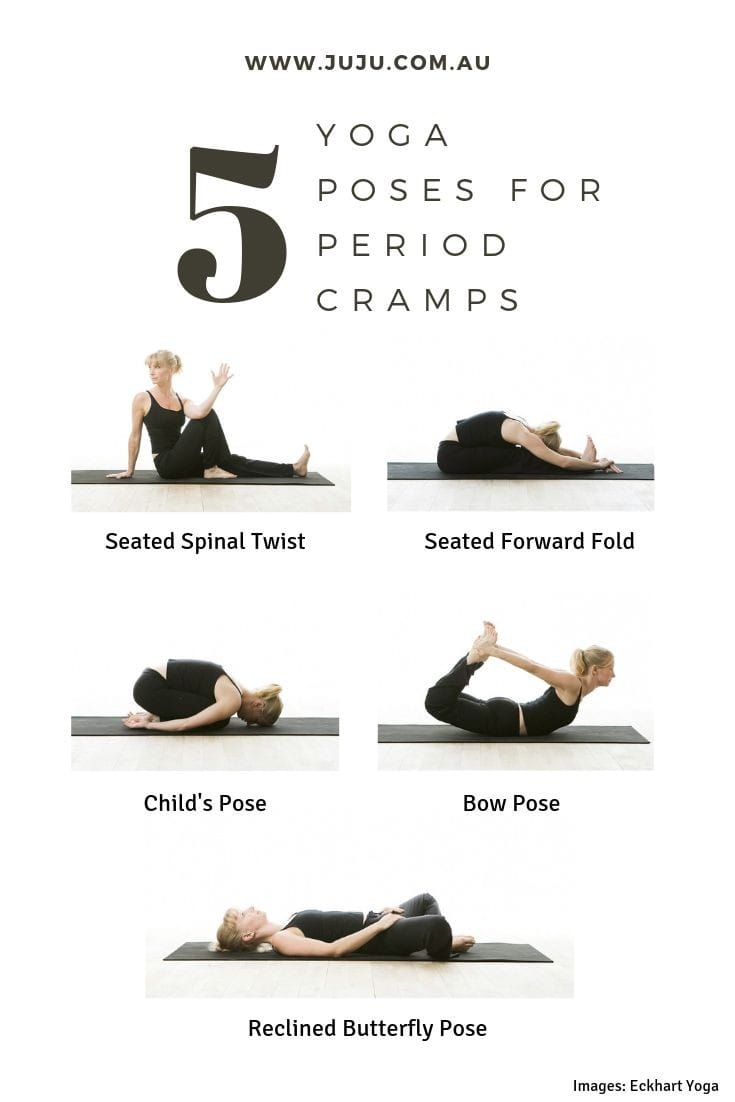 WWW.JUJU.COM.AU
5
YOGA
POSES FOR
PERIOD
CRAMPS
Seated Spinal Twist
Seated Forward Fold
Child's Pose
Bow Pose
Reclined Butterfly Pose
Images: Eckhart Yoga